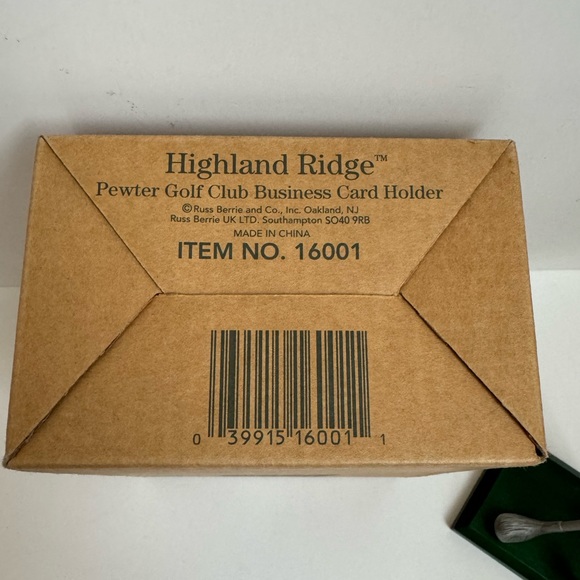 Highland Ridge™
Pewter Golf Club Business Card Holder
©Russ Berrie and Co., Inc. Oakland, NJ
Russ Berrie UK LTD. Southampton SO40 9RB
MADE IN CHINA
ITEM NO. 16001
0 39915 16001 1